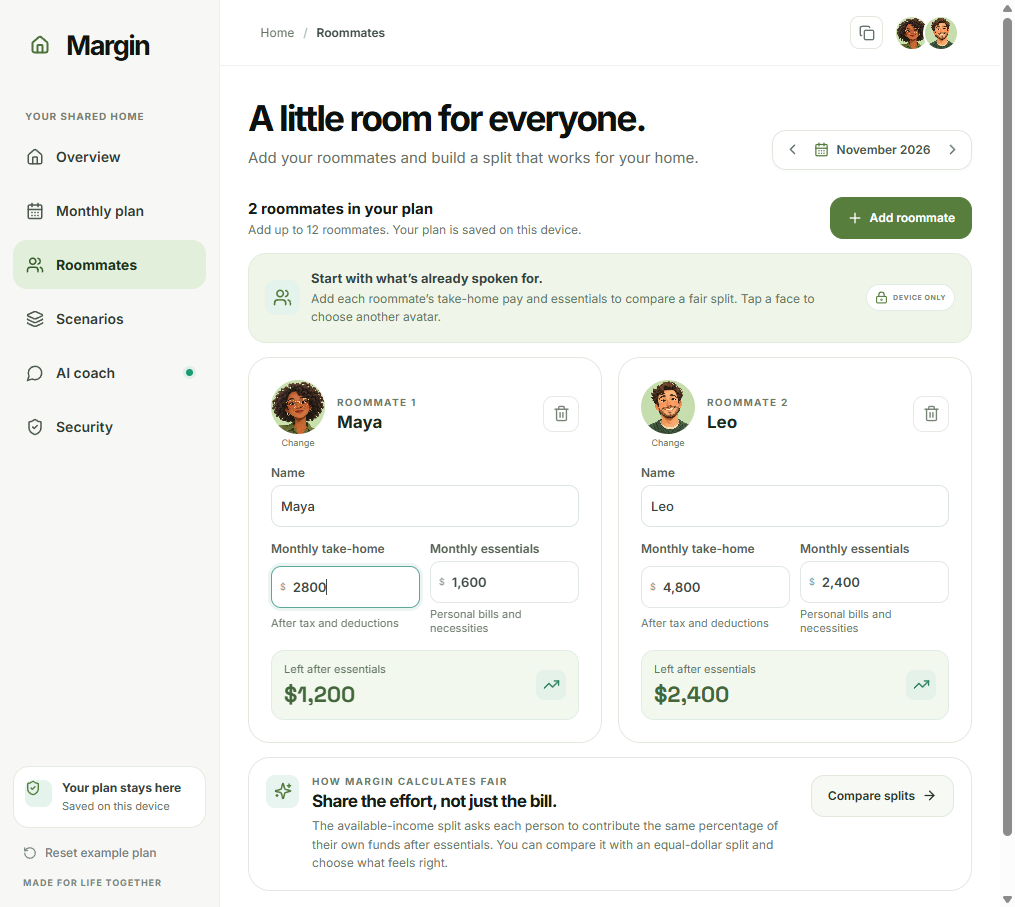 Margin
YOUR SHARED HOME
Overview
Monthly plan
Roommates
Scenarios
AI coach
Security
Your plan stays here
Saved on this device
Reset example plan
MADE FOR LIFE TOGETHER
Home / Roommates
A little room for everyone.
Add your roommates and build a split that works for your home.
November 2026
2 roommates in your plan
Add up to 12 roommates. Your plan is saved on this device.
Add roommate
Start with what’s already spoken for.
Add each roommate’s take-home pay and essentials to compare a fair split. Tap a face to
choose another avatar.
DEVICE ONLY
ROOMMATE 1
Maya
Change
Name
Maya
Monthly take-home
Monthly essentials
$ 2800
$ 1,600
After tax and deductions
Personal bills and
necessities
Left after essentials
$1,200
ROOMMATE 2
Leo
Change
Name
Leo
Monthly take-home
Monthly essentials
$ 4,800
$ 2,400
After tax and deductions
Personal bills and
necessities
Left after essentials
$2,400
HOW MARGIN CALCULATES FAIR
Share the effort, not just the bill.
The available-income split asks each person to contribute the same percentage of
their own funds after essentials. You can compare it with an equal-dollar split and
choose what feels right.
Compare splits